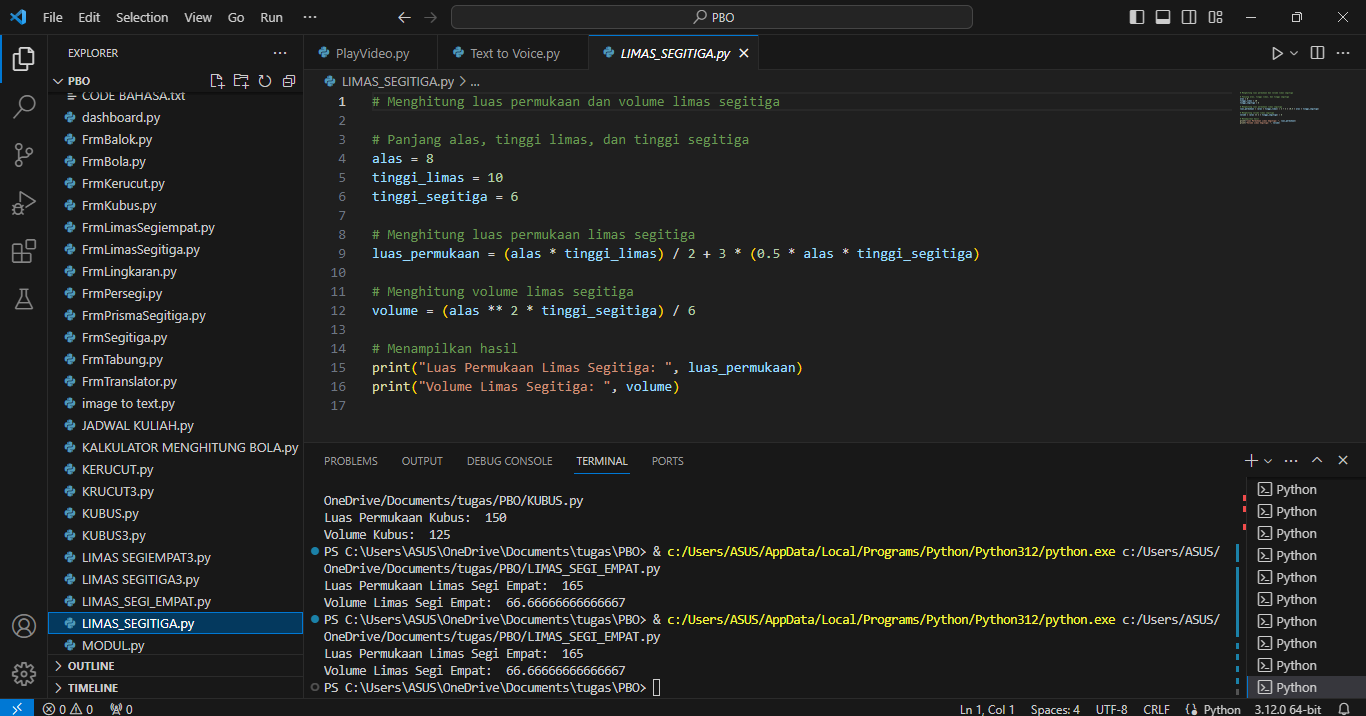 File Edit Selection View Go Run ··· PBO
EXPLORER ···
PBO
CODE BAHASA.txt
dashboard.py
FrmBalok.py
FrmBola.py
FrmKerucut.py
FrmKubus.py
FrmLimasSegiempat.py
FrmLimasSegitiga.py
FrmLingkaran.py
FrmPersegi.py
FrmPrismaSegitiga.py
FrmSegitiga.py
FrmTabung.py
FrmTranslator.py
image to text.py
JADWAL KULIAH.py
KALKULATOR MENGHITUNG BOLA.py
KERUCUT.py
KRUCUT3.py
KUBUS.py
KUBUS3.py
LIMAS SEGIEMPAT3.py
LIMAS SEGITIGA3.py
LIMAS_SEGI_EMPAT.py
LIMAS_SEGITIGA.py
MODUL.py
OUTLINE
TIMELINE
PlayVideo.py Text to Voice.py LIMAS_SEGITIGA.py
LIMAS_SEGITIGA.py > ...
1 # Menghitung luas permukaan dan volume limas segitiga
2
3 # Panjang alas, tinggi limas, dan tinggi segitiga
4 alas = 8
5 tinggi_limas = 10
6 tinggi_segitiga = 6
7
8 # Menghitung luas permukaan limas segitiga
9 luas_permukaan = (alas * tinggi_limas) / 2 + 3 * (0.5 * alas * tinggi_segitiga)
10
11 # Menghitung volume limas segitiga
12 volume = (alas ** 2 * tinggi_segitiga) / 6
13
14 # Menampilkan hasil
15 print("Luas Permukaan Limas Segitiga: ", luas_permukaan)
16 print("Volume Limas Segitiga: ", volume)
17
PROBLEMS OUTPUT DEBUG CONSOLE TERMINAL PORTS
OneDrive/Documents/tugas/PBO/KUBUS.py
Luas Permukaan Kubus:  150
Volume Kubus:  125
PS C:\Users\ASUS\OneDrive\Documents\tugas\PBO> & c:/Users/ASUS/AppData/Local/Programs/Python/Python312/python.exe c:/Users/ASUS/
OneDrive/Documents/tugas/PBO/LIMAS_SEGI_EMPAT.py
Luas Permukaan Limas Segi Empat:  165
Volume Limas Segi Empat:  66.66666666666667
PS C:\Users\ASUS\OneDrive\Documents\tugas\PBO> & c:/Users/ASUS/AppData/Local/Programs/Python/Python312/python.exe c:/Users/ASUS/
OneDrive/Documents/tugas/PBO/LIMAS_SEGI_EMPAT.py
Luas Permukaan Limas Segi Empat:  165
Volume Limas Segi Empat:  66.66666666666667
PS C:\Users\ASUS\OneDrive\Documents\tugas\PBO>
Python
Python
Python
Python
Python
Python
Python
Python
Python
Python
0 0 0 Ln 1, Col 1 Spaces: 4 UTF-8 CRLF Python 3.12.0 64-bit